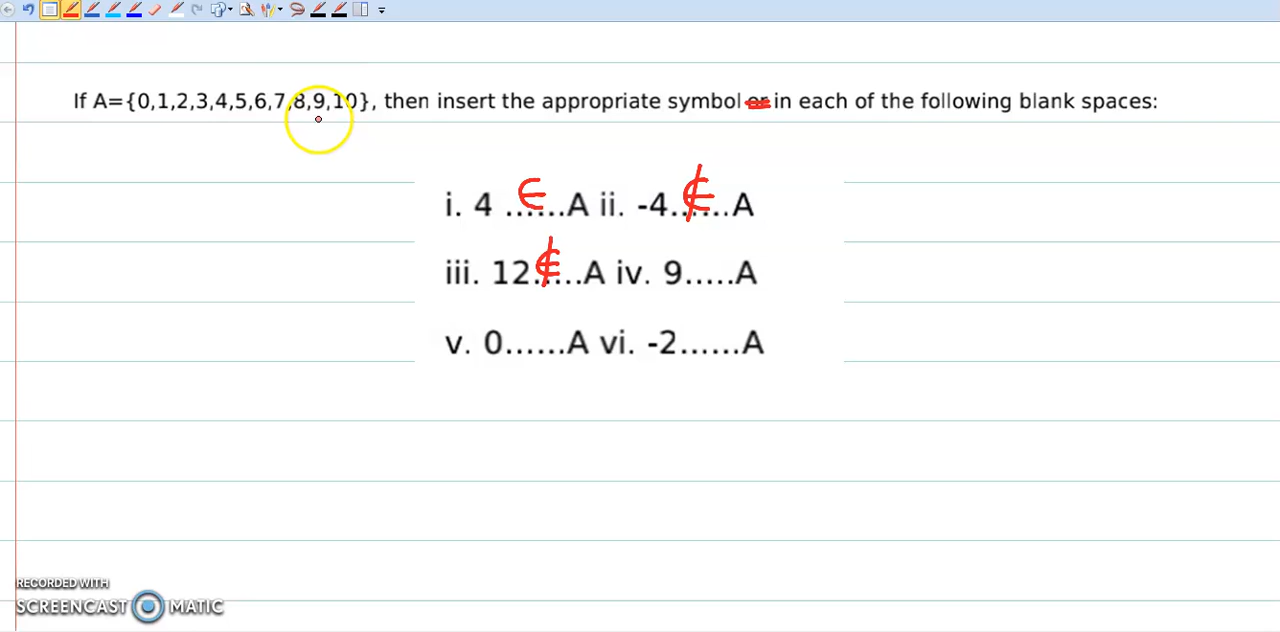 If A={0,1,2,3,4,5,6,7,8,9,10}, then insert the appropriate symbol or in each of the following blank spaces:
i. 4 ..∈....A ii. -4.∉.....A
iii. 12.∉....A iv. 9.....A
v. 0......A vi. -2......A
RECORDED WITH
SCREENCAST MATIC